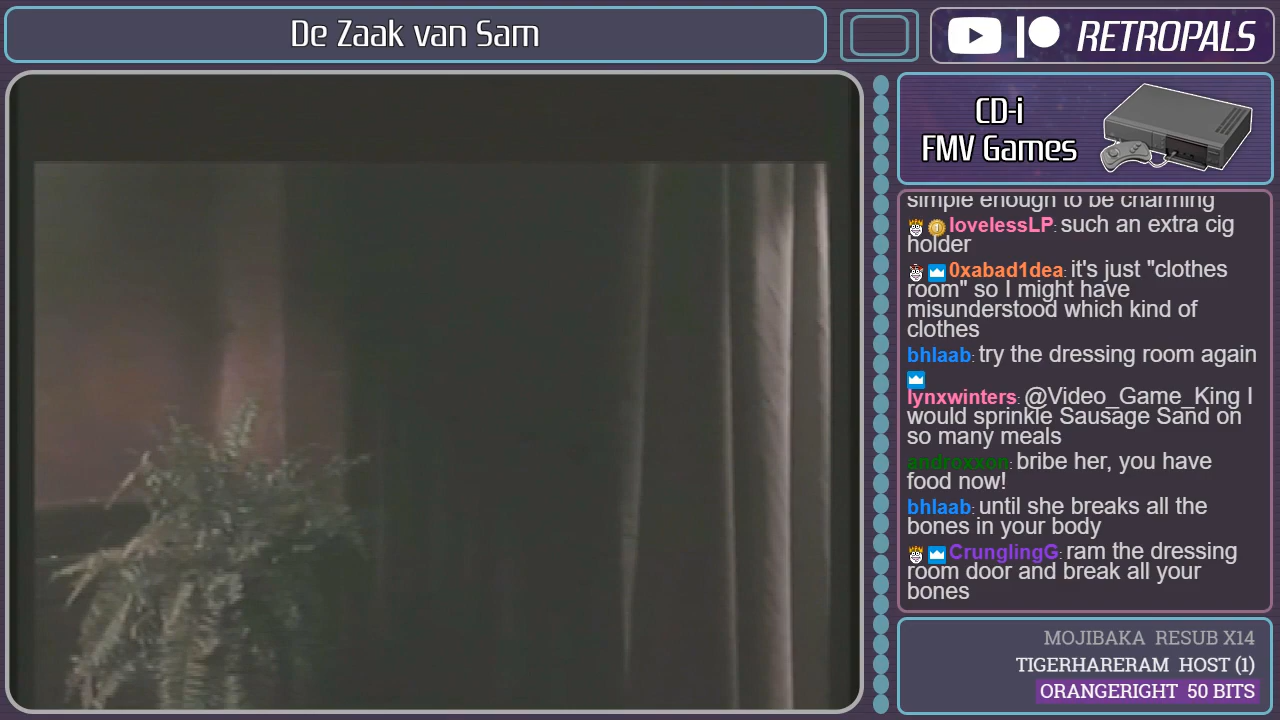 De Zaak van Sam
RETROPALS
CD-i
FMV Games
simple enough to be charming
lovelessLP: such an extra cig
holder
0xabad1dea: it's just "clothes
room" so I might have
misunderstood which kind of
clothes
bhlaab: try the dressing room again
lynxwinters: @Video_Game_King I
would sprinkle Sausage Sand on
so many meals
androxxon: bribe her, you have
food now!
bhlaab: until she breaks all the
bones in your body
CrunglingG: ram the dressing
room door and break all your
bones
MOJIBAKA RESUB X14
TIGERHARERAM HOST (1)
ORANGERIGHT 50 BITS